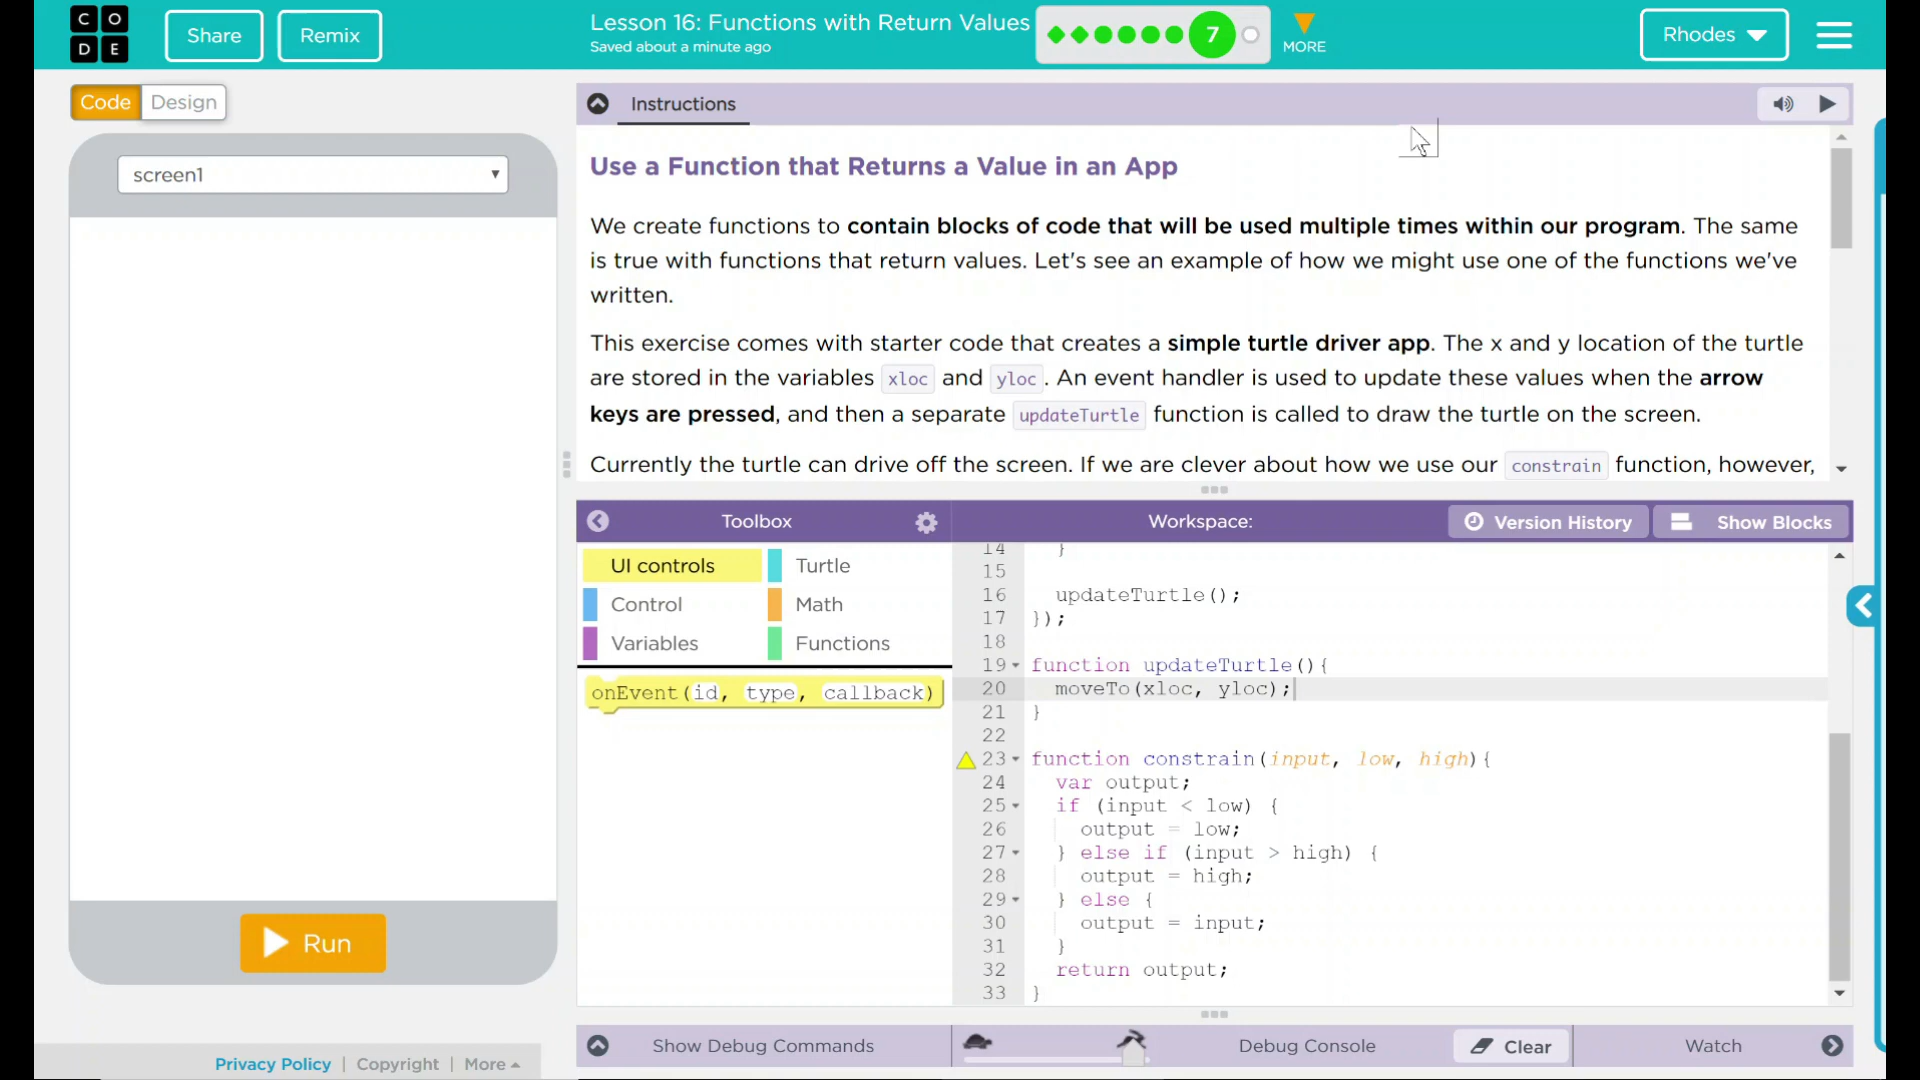 C O
D E
Share
Remix
Lesson 16: Functions with Return Values
Saved about a minute ago
7
MORE
Rhodes
Code
Design
screen1
Instructions
Use a Function that Returns a Value in an App
We create functions to contain blocks of code that will be used multiple times within our program. The same
is true with functions that return values. Let's see an example of how we might use one of the functions we've
written.
This exercise comes with starter code that creates a simple turtle driver app. The x and y location of the turtle
are stored in the variables xloc and yloc. An event handler is used to update these values when the arrow
keys are pressed, and then a separate updateTurtle function is called to draw the turtle on the screen.
Currently the turtle can drive off the screen. If we are clever about how we use our constrain function, however,
Toolbox
Workspace:
Version History
Show Blocks
UI controls
Turtle
Control
Math
Variables
Functions
onEvent(id, type, callback)
14 }
15
16 updateTurtle();
17 });
18
19 function updateTurtle(){
20 moveTo(xloc, yloc);
21 }
22
23 function constrain(input, low, high){
24 var output;
25 if (input < low) {
26 output = low;
27 } else if (input > high) {
28 output = high;
29 } else {
30 output = input;
31 }
32 return output;
33 }
Run
Show Debug Commands
Debug Console
Clear
Watch
Privacy Policy | Copyright | More